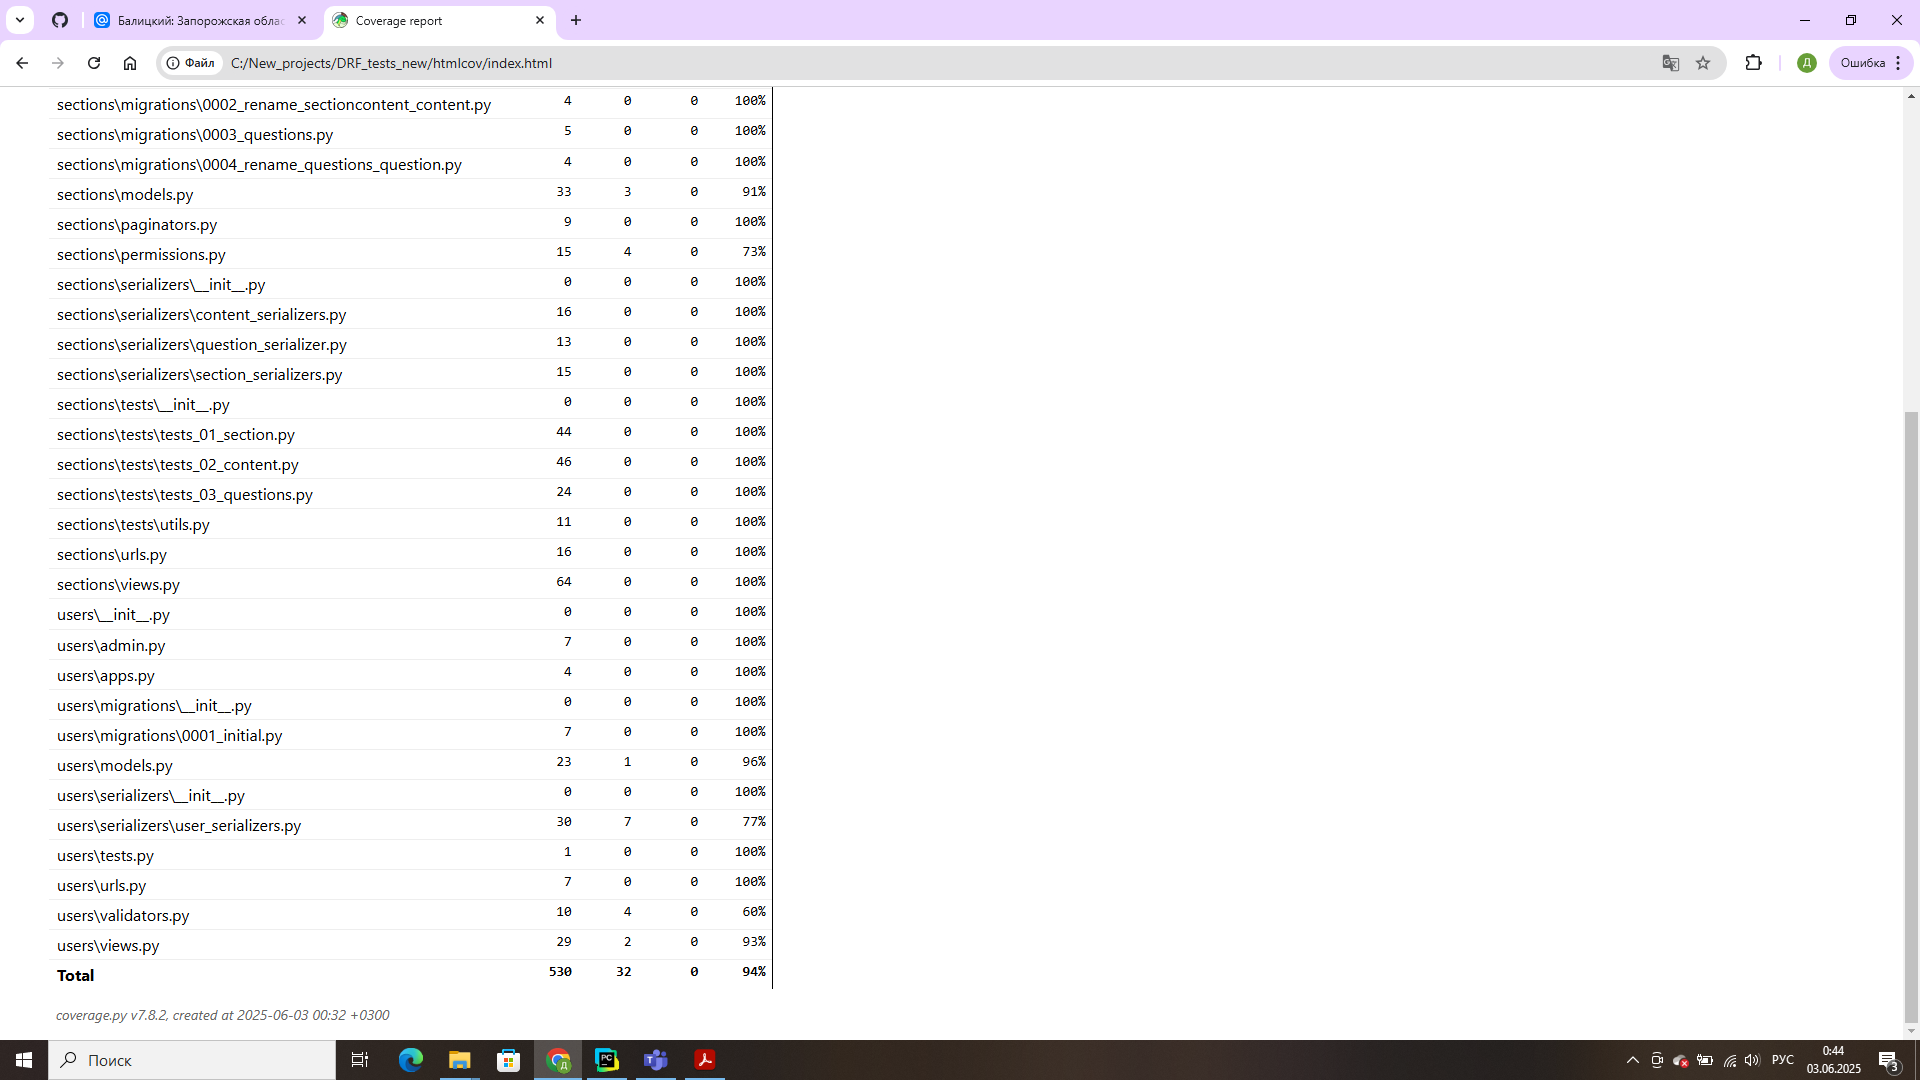 Балицкий: Запорожская облас
Coverage report
Файл
C:/New_projects/DRF_tests_new/htmlcov/index.html
Д
Ошибка
sections\migrations\0002_rename_sectioncontent_content.py 4 0 0 100%
sections\migrations\0003_questions.py 5 0 0 100%
sections\migrations\0004_rename_questions_question.py 4 0 0 100%
sections\models.py 33 3 0 91%
sections\paginators.py 9 0 0 100%
sections\permissions.py 15 4 0 73%
sections\serializers\__init__.py 0 0 0 100%
sections\serializers\content_serializers.py 16 0 0 100%
sections\serializers\question_serializer.py 13 0 0 100%
sections\serializers\section_serializers.py 15 0 0 100%
sections\tests\__init__.py 0 0 0 100%
sections\tests\tests_01_section.py 44 0 0 100%
sections\tests\tests_02_content.py 46 0 0 100%
sections\tests\tests_03_questions.py 24 0 0 100%
sections\tests\utils.py 11 0 0 100%
sections\urls.py 16 0 0 100%
sections\views.py 64 0 0 100%
users\__init__.py 0 0 0 100%
users\admin.py 7 0 0 100%
users\apps.py 4 0 0 100%
users\migrations\__init__.py 0 0 0 100%
users\migrations\0001_initial.py 7 0 0 100%
users\models.py 23 1 0 96%
users\serializers\__init__.py 0 0 0 100%
users\serializers\user_serializers.py 30 7 0 77%
users\tests.py 1 0 0 100%
users\urls.py 7 0 0 100%
users\validators.py 10 4 0 60%
users\views.py 29 2 0 93%
Total 530 32 0 94%
coverage.py v7.8.2, created at 2025-06-03 00:32 +0300
Поиск
РУС
0:44
03.06.2025
3